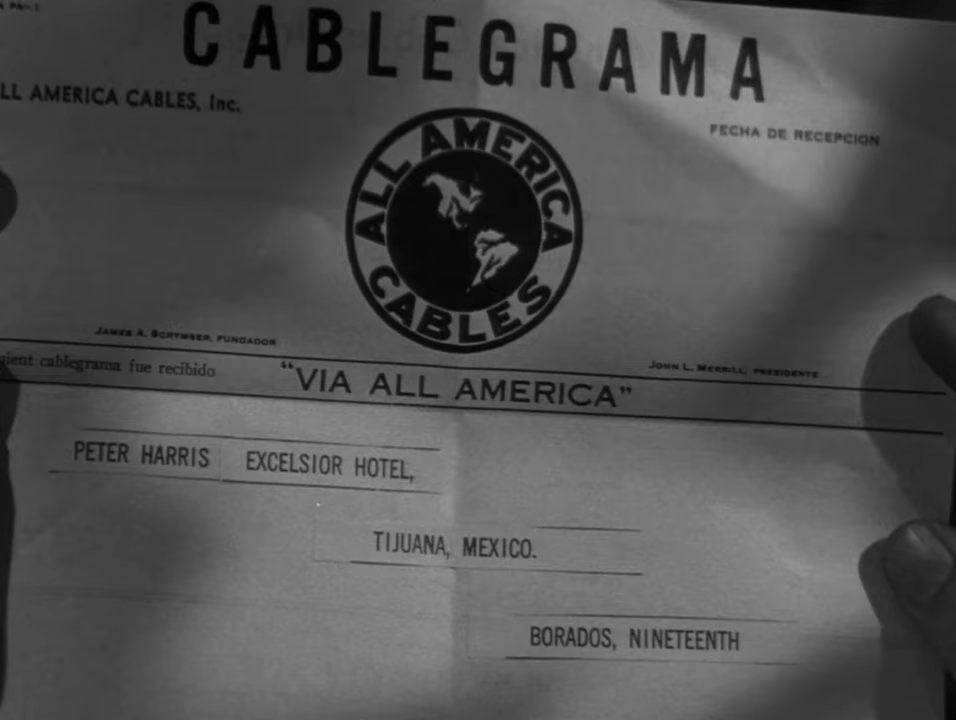 CABLEGRAMA
LL AMERICA CABLES, Inc.
FECHA DE RECEPCION
ALL AMERICA CABLES
JAMES A. SCRYMSER, FUNDADOR
JOHN L. MERRILL, PRESIDENTE
gient cablegrama fue recibido
"VIA ALL AMERICA"
PETER HARRIS EXCELSIOR HOTEL,
TIJUANA, MEXICO.
BORADOS, NINETEENTH